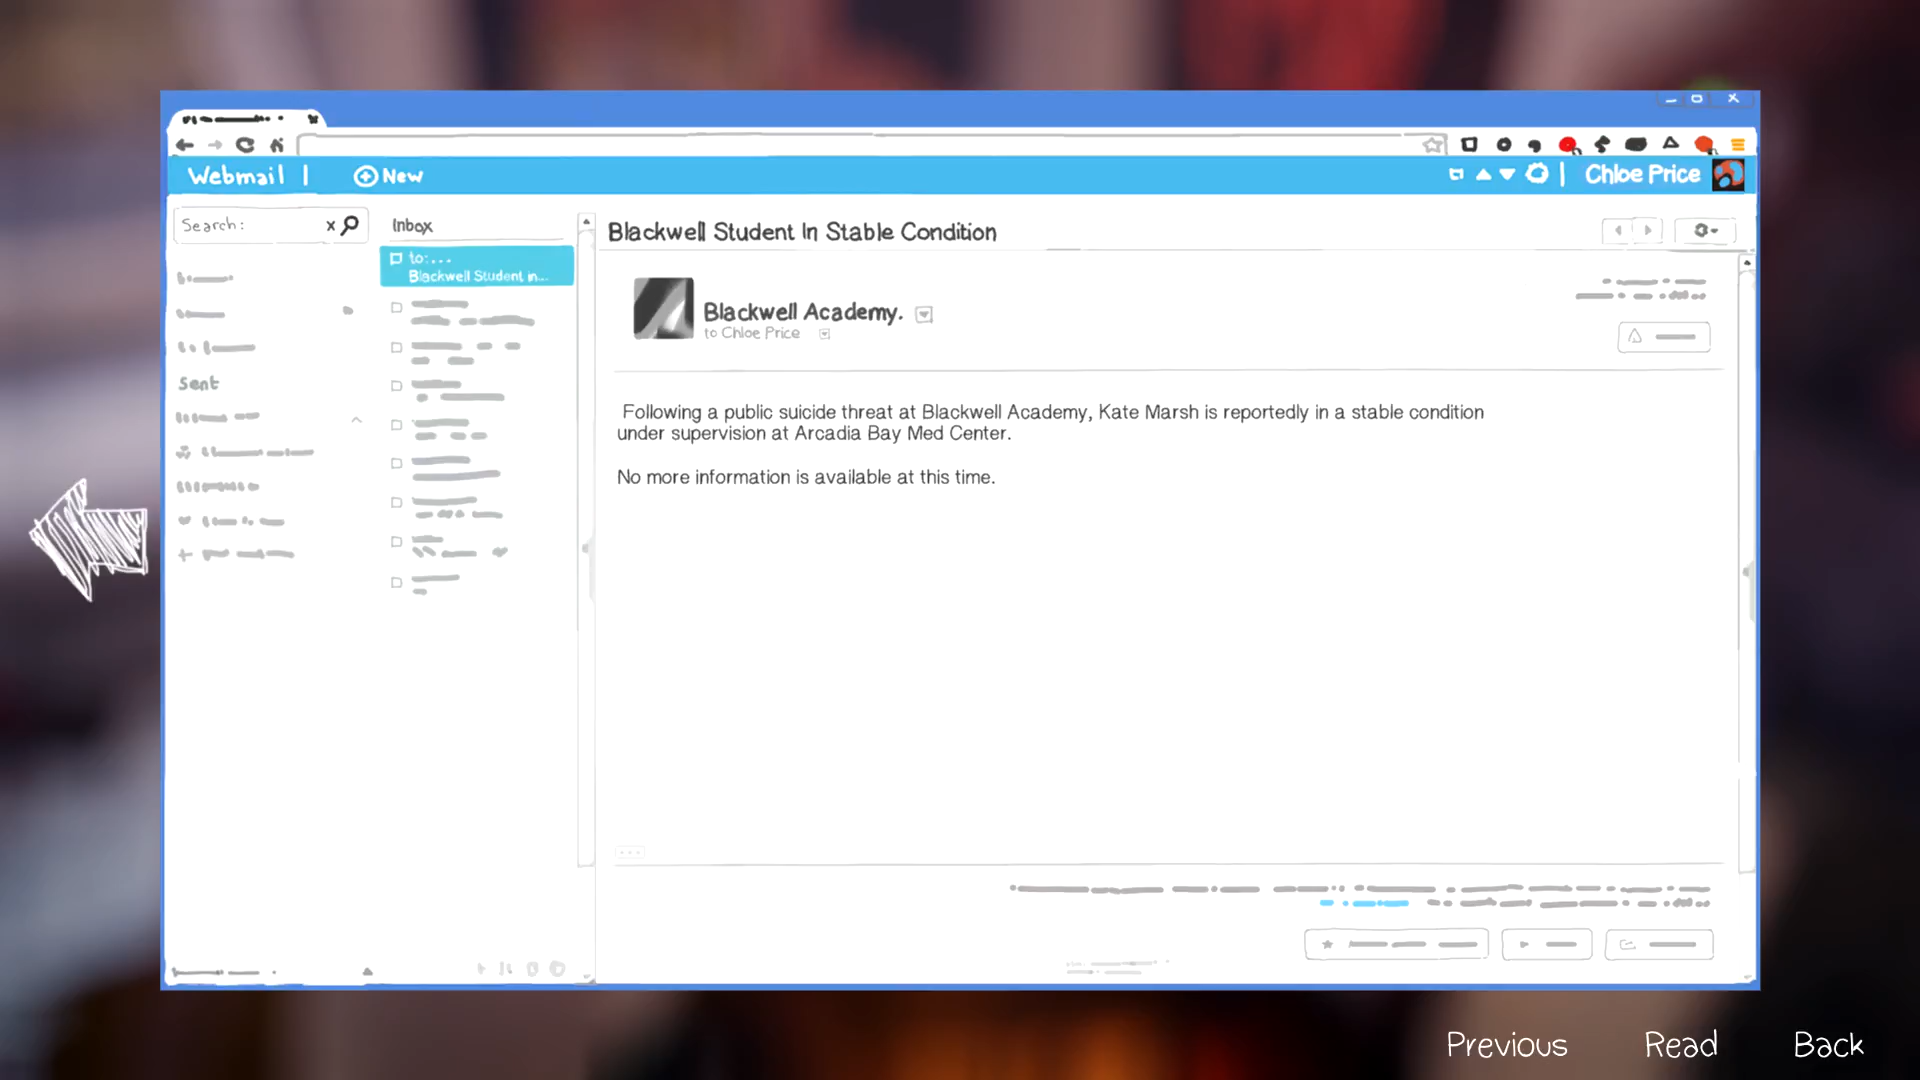 Webmail | New
Chloe Price
Search: x
Inbox
to:...
Blackwell Student in...
Sent
Blackwell Student In Stable Condition
Blackwell Academy.
to Chloe Price
Following a public suicide threat at Blackwell Academy, Kate Marsh is reportedly in a stable condition
under supervision at Arcadia Bay Med Center.
No more information is available at this time.
Previous Read Back